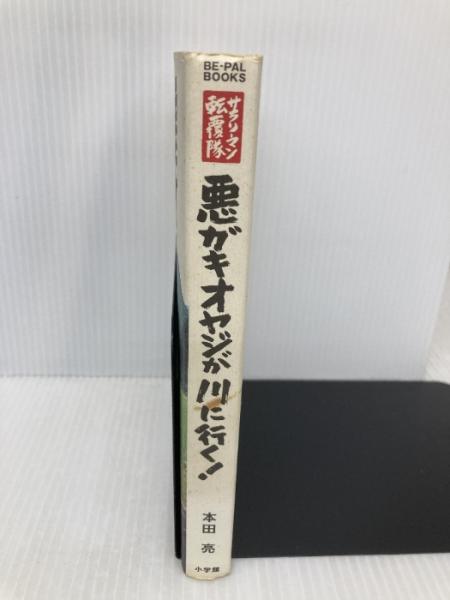 BE-PAL
BOOKS
サラリーマン
転覆隊
悪ガキオヤジが川に行く!
本田 亮
小学館